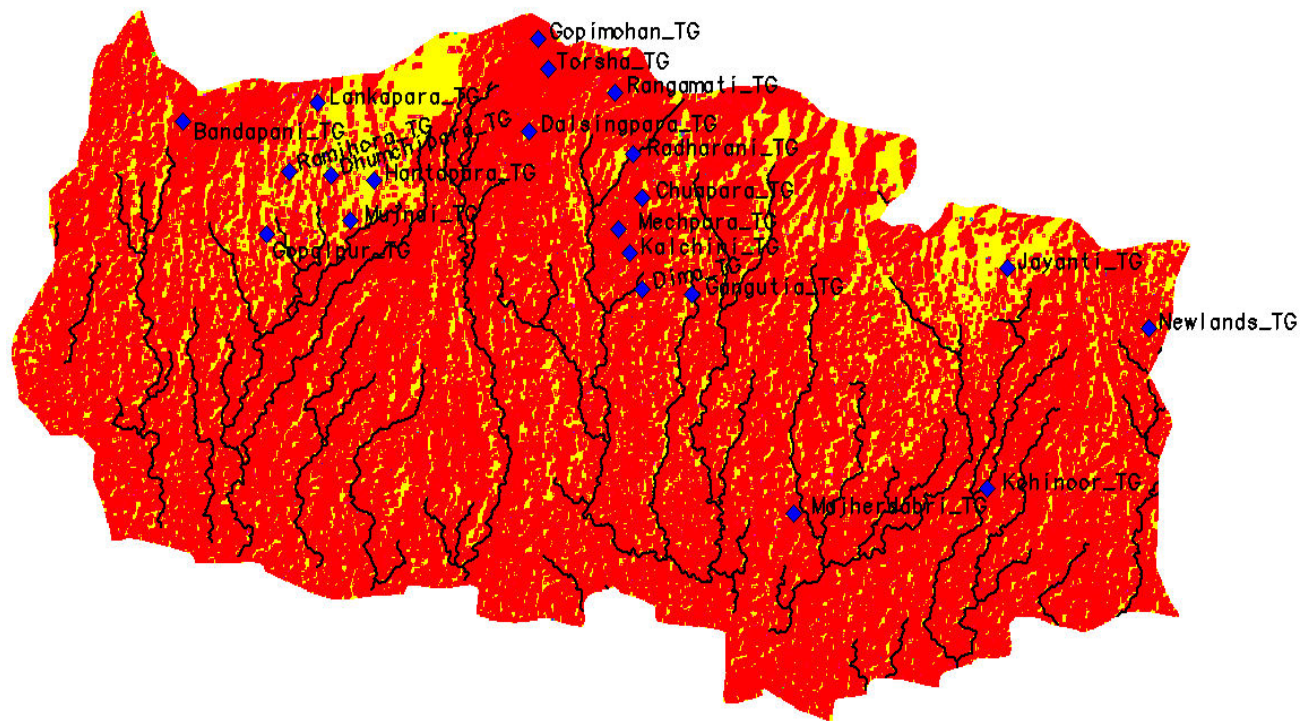 Gopimohan_TG
Torsha_TG
Rangamati_TG
Lankapara_TG
Bandapani_TG
Dalsingpara_TG
Ramjhora_TG
Dhumchipara_TG
Radharani_TG
Hantapara_TG
Chuapara_TG
Mujnai_TG
Mechpara_TG
Gopalpur_TG
Kalchini_TG
Dima_TG
Jayanti_TG
Gangutia_TG
Newlands_TG
Kohinoor_TG
Majherdabri_TG